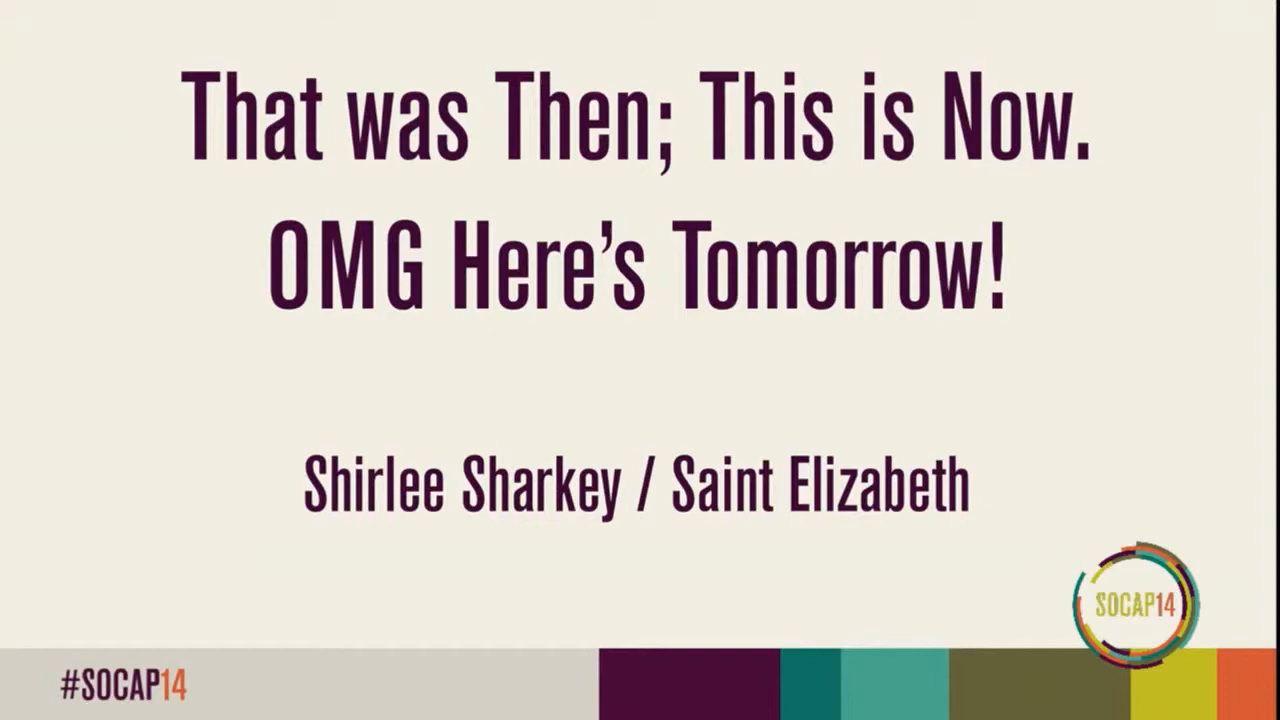 That was Then; This is Now.
OMG Here's Tomorrow!
Shirlee Sharkey / Saint Elizabeth
SOCAP14
#SOCAP14